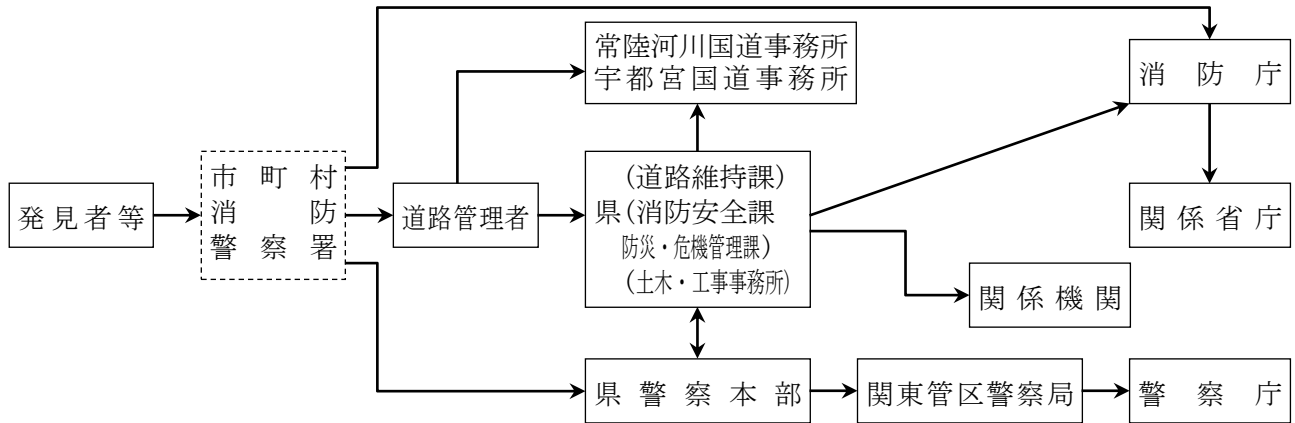 常陸河川国道事務所
宇都宮国道事務所
消防庁
発見者等
市町村
消防
警察署
道路管理者
（道路維持課）
県（消防安全課
防災・危機管理課）
（土木・工事事務所）
関係省庁
関係機関
県警察本部
関東管区警察局
警察庁